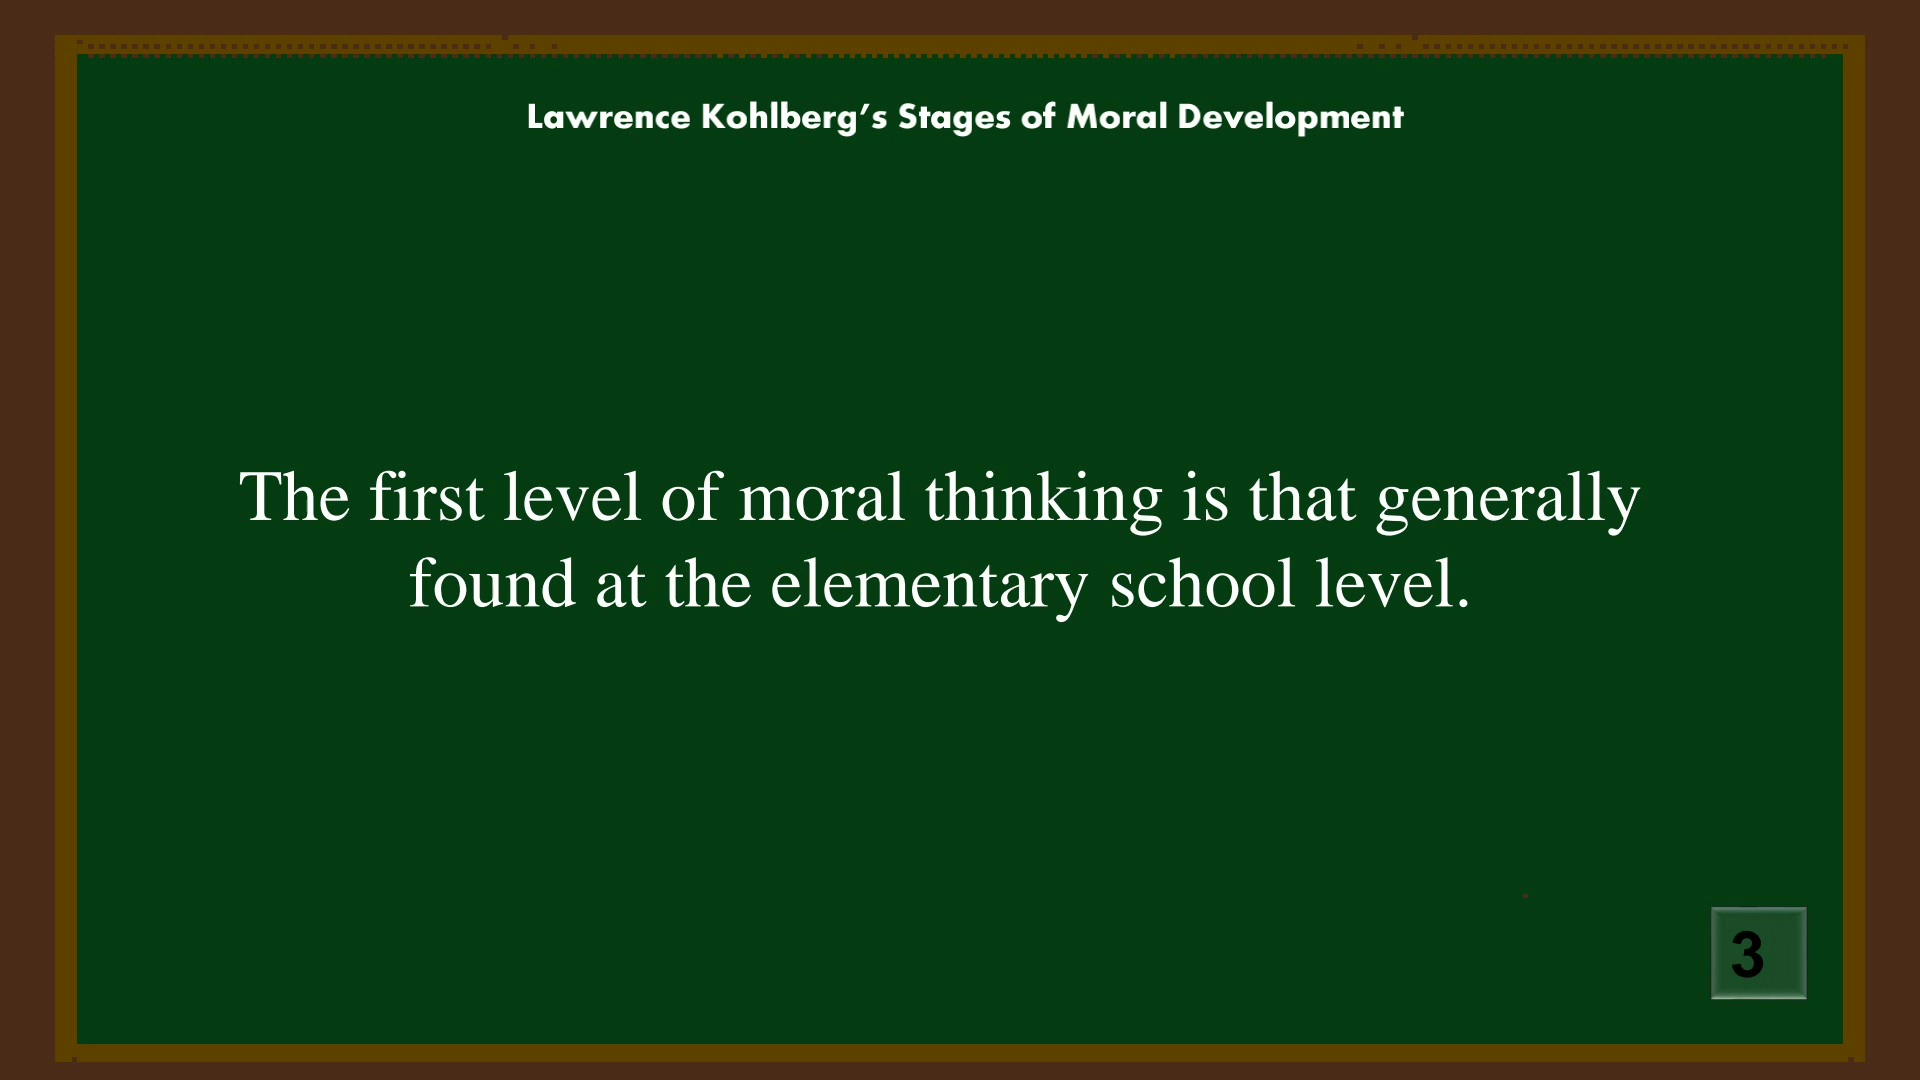 Lawrence Kohlberg’s Stages of Moral Development
The first level of moral thinking is that generally
found at the elementary school level.
3